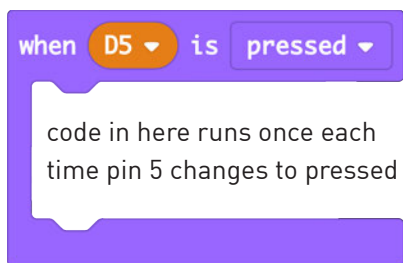 when D5 is pressed
code in here runs once each
time pin 5 changes to pressed